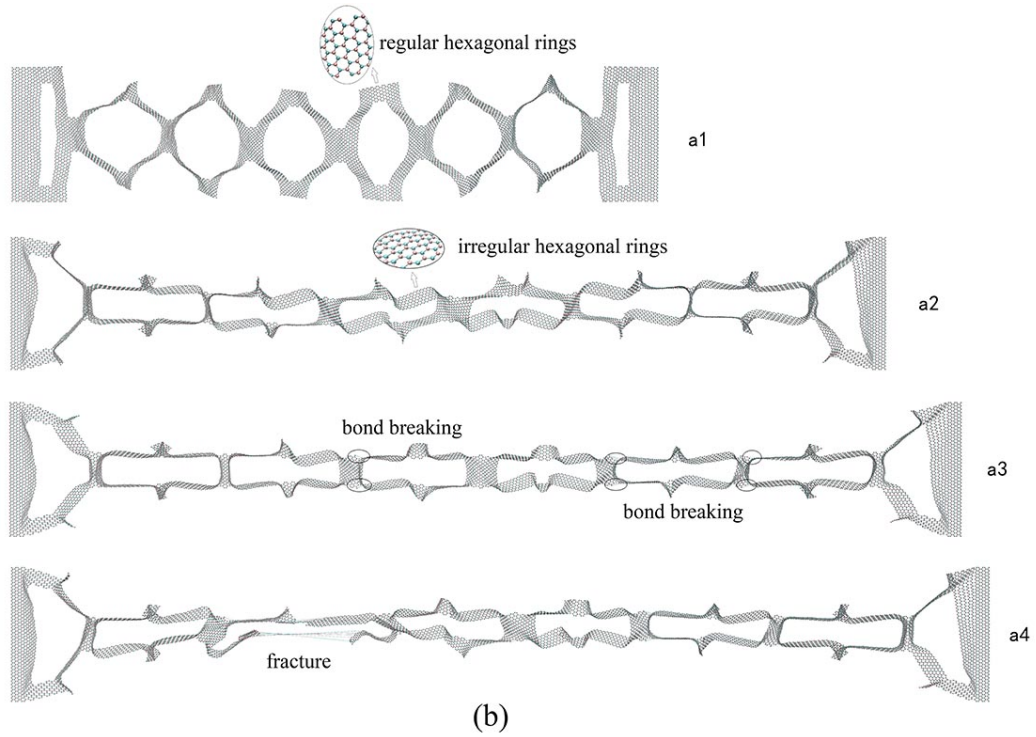 regular hexagonal rings
a1
irregular hexagonal rings
a2
bond breaking
a3
bond breaking
a4
fracture
(b)